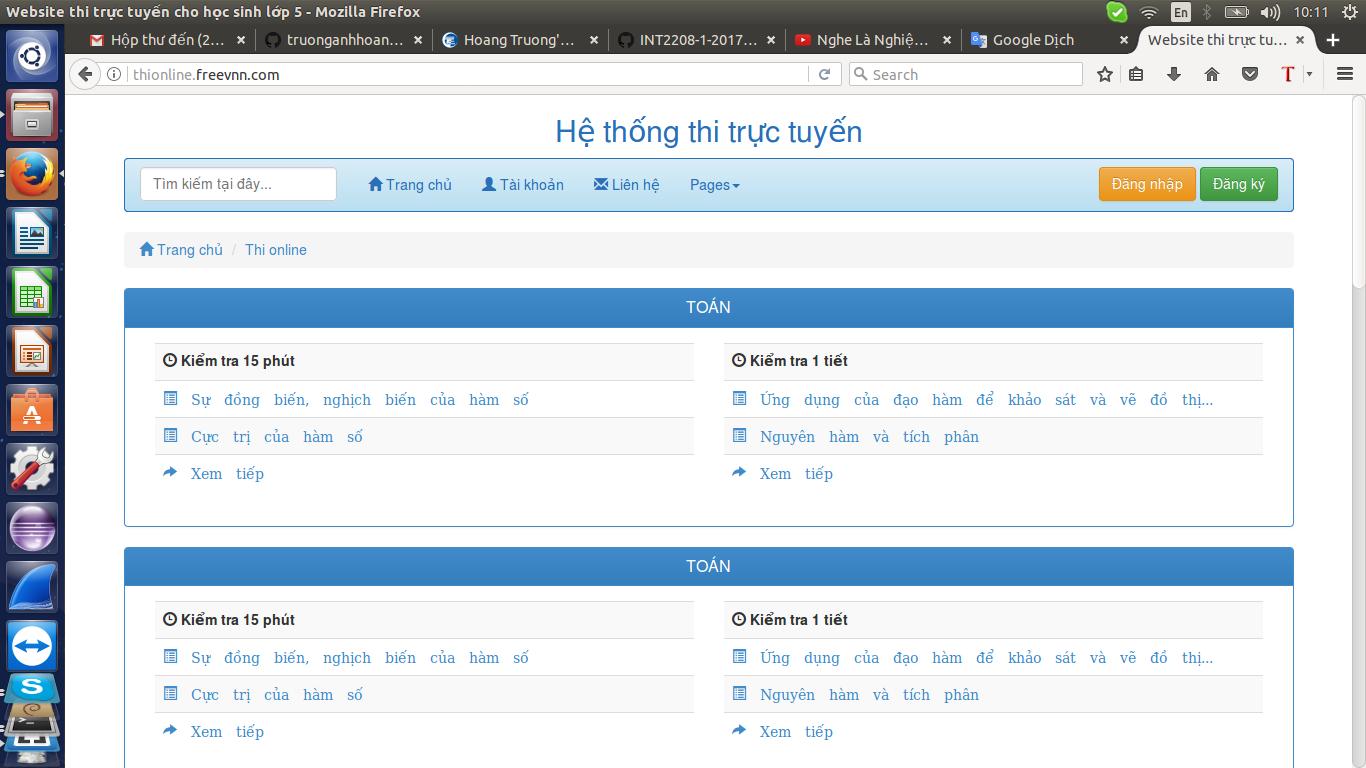 Website thi trực tuyến cho học sinh lớp 5 - Mozilla Firefox
En
10:11
Hộp thư đến (2...
truonganhhoan...
Hoang Truong'...
INT2208-1-2017...
Nghe Là Nghiệ...
Google Dịch
Website thi trực tu...
thionline.freevnn.com
Search
T
Hệ thống thi trực tuyến
Tìm kiếm tại đây...
Trang chủ
Tài khoản
Liên hệ
Pages
Đăng nhập
Đăng ký
Trang chủ / Thi online
TOÁN
Kiểm tra 15 phút
Sự đồng biến, nghịch biến của hàm số
Cực trị của hàm số
Xem tiếp
Kiểm tra 1 tiết
Ứng dụng của đạo hàm để khảo sát và vẽ đồ thị...
Nguyên hàm và tích phân
Xem tiếp
TOÁN
Kiểm tra 15 phút
Sự đồng biến, nghịch biến của hàm số
Cực trị của hàm số
Xem tiếp
Kiểm tra 1 tiết
Ứng dụng của đạo hàm để khảo sát và vẽ đồ thị...
Nguyên hàm và tích phân
Xem tiếp